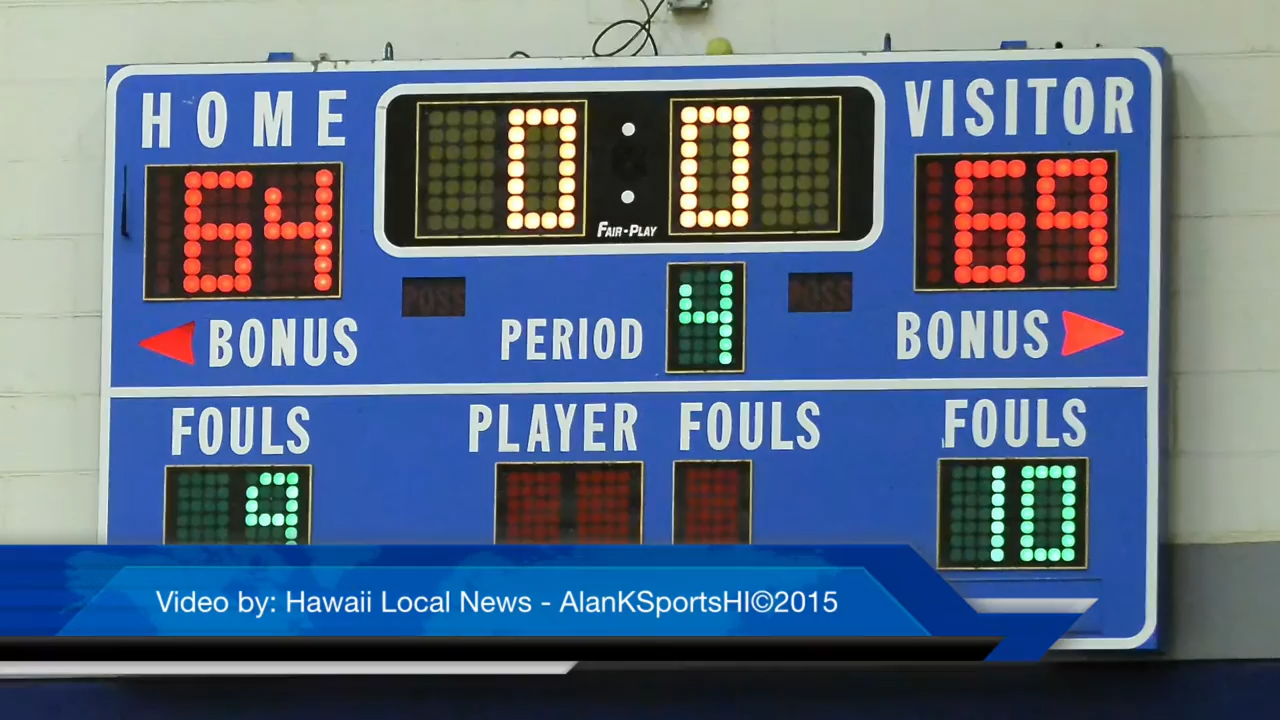 HOME
0:0
VISITOR
64
FAIR-PLAY
69
POSS
4
POSS
BONUS
PERIOD
BONUS
FOULS
PLAYER
FOULS
FOULS
9
10
Video by: Hawaii Local News - AlanKSportsHI©2015